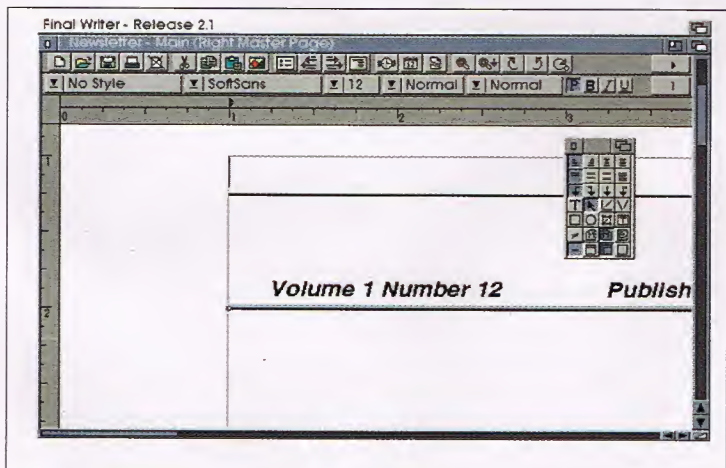 Final Writer - Release 2.1
Newsletter - Main (Right Master Page)
No Style SoftSans 12 Normal Normal P B I U 1
0 1 2 3
1
Volume 1 Number 12 Publish
2